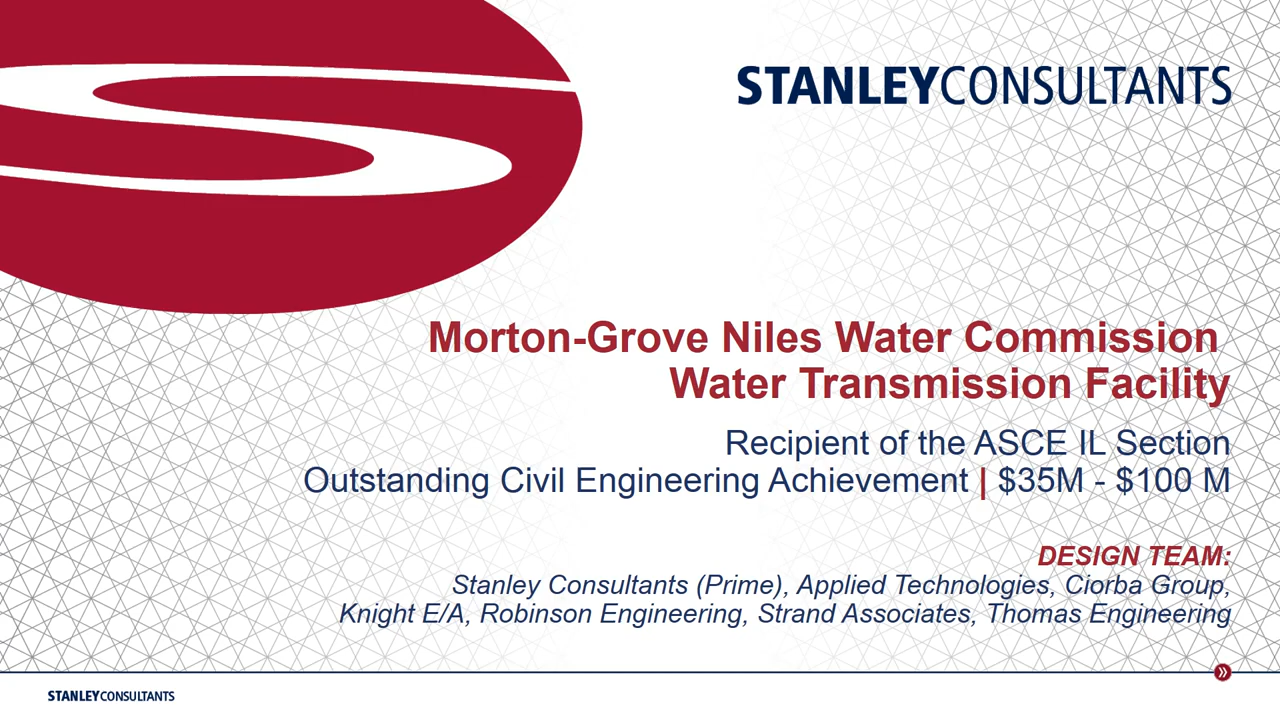 STANLEYCONSULTANTS
Morton-Grove Niles Water Commission
Water Transmission Facility
Recipient of the ASCE IL Section
Outstanding Civil Engineering Achievement | $35M - $100 M
DESIGN TEAM:
Stanley Consultants (Prime), Applied Technologies, Ciorba Group,
Knight E/A, Robinson Engineering, Strand Associates, Thomas Engineering
STANLEYCONSULTANTS